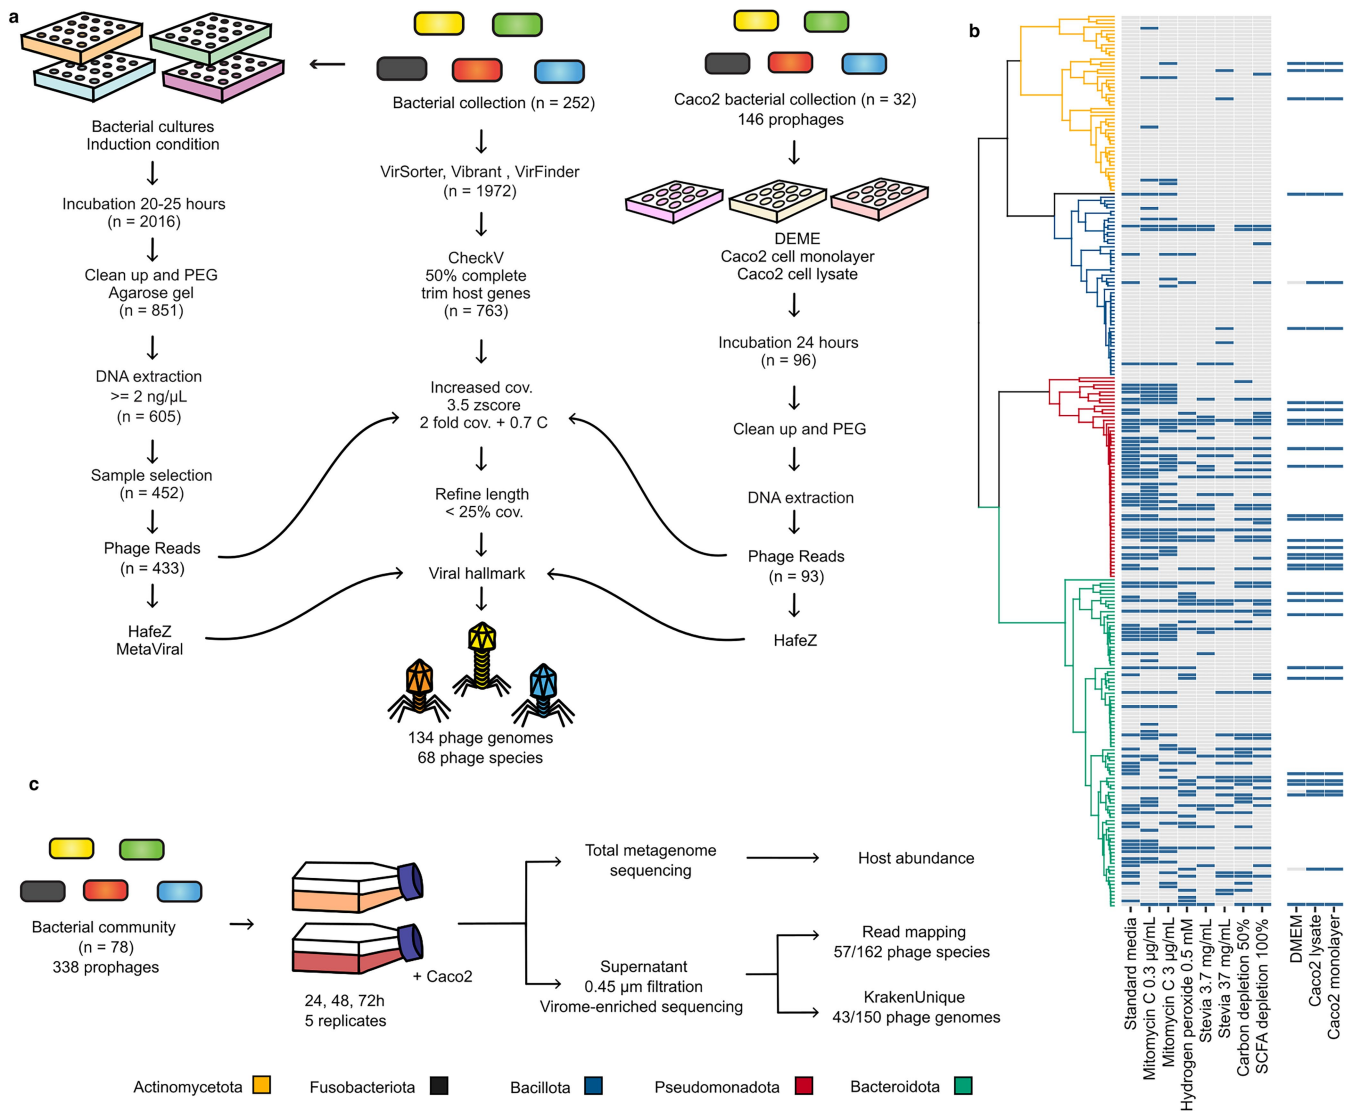 a
Bacterial cultures
Induction condition
Incubation 20-25 hours
(n = 2016)
Clean up and PEG
Agarose gel
(n = 851)
DNA extraction
>= 2 ng/µL
(n = 605)
Sample selection
(n = 452)
Phage Reads
(n = 433)
HafeZ
MetaViral
Bacterial collection (n = 252)
VirSorter, Vibrant , VirFinder
(n = 1972)
CheckV
50% complete
trim host genes
(n = 763)
Increased cov.
3.5 zscore
2 fold cov. + 0.7 C
Refine length
< 25% cov.
Viral hallmark
134 phage genomes
68 phage species
Caco2 bacterial collection (n = 32)
146 prophages
DEME
Caco2 cell monolayer
Caco2 cell lysate
Incubation 24 hours
(n = 96)
Clean up and PEG
DNA extraction
Phage Reads
(n = 93)
HafeZ
b
Standard media
Mitomycin C 0.3 µg/mL
Mitomycin C 3 µg/mL
Hydrogen peroxide 0.5 mM
Stevia 3.7 mg/mL
Stevia 37 mg/mL
Carbon depletion 50%
SCFA depletion 100%
DMEM
Caco2 lysate
Caco2 monolayer
c
Bacterial community
(n = 78)
338 prophages
+ Caco2
24, 48, 72h
5 replicates
Total metagenome
sequencing
Host abundance
Supernatant
0.45 µm filtration
Virome-enriched sequencing
Read mapping
57/162 phage species
KrakenUnique
43/150 phage genomes
Actinomycetota
Fusobacteriota
Bacillota
Pseudomonadota
Bacteroidota